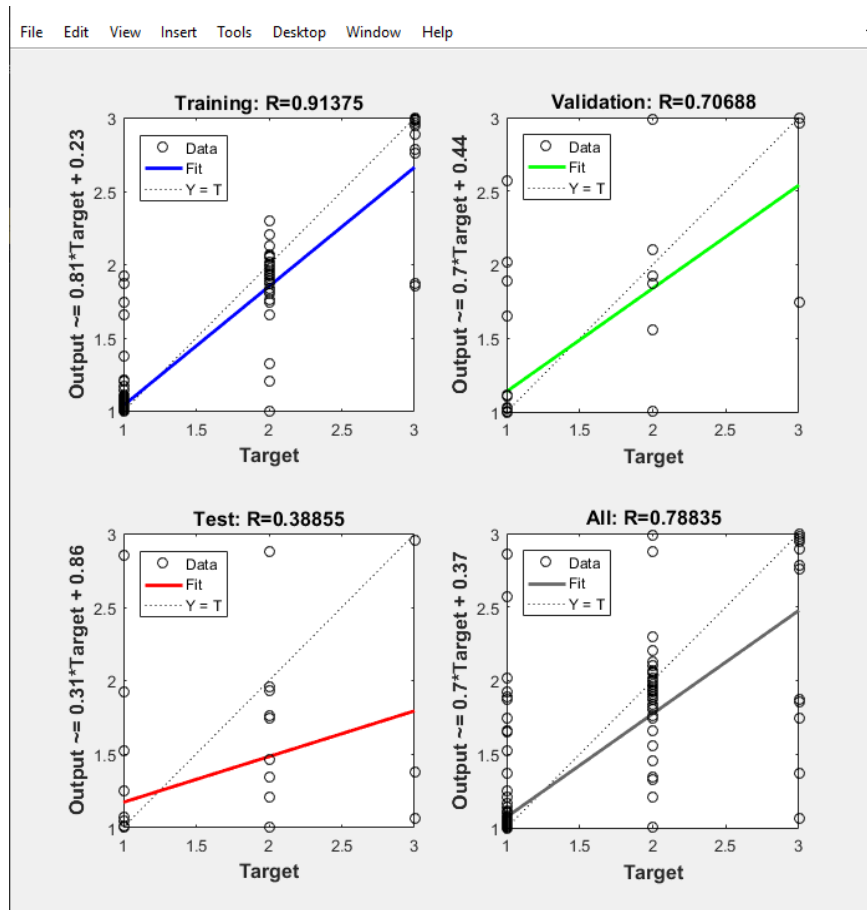 File Edit View Insert Tools Desktop Window Help
Training: R=0.91375
Output ~= 0.81*Target + 0.23
3
2.5
2
1.5
1
Data
Fit
Y = T
1 1.5 2 2.5 3
Target
Validation: R=0.70688
Output ~= 0.7*Target + 0.44
3
2.5
2
1.5
1
Data
Fit
Y = T
1 1.5 2 2.5 3
Target
Test: R=0.38855
Output ~= 0.31*Target + 0.86
3
2.5
2
1.5
1
Data
Fit
Y = T
1 1.5 2 2.5 3
Target
All: R=0.78835
Output ~= 0.7*Target + 0.37
3
2.5
2
1.5
1
Data
Fit
Y = T
1 1.5 2 2.5 3
Target